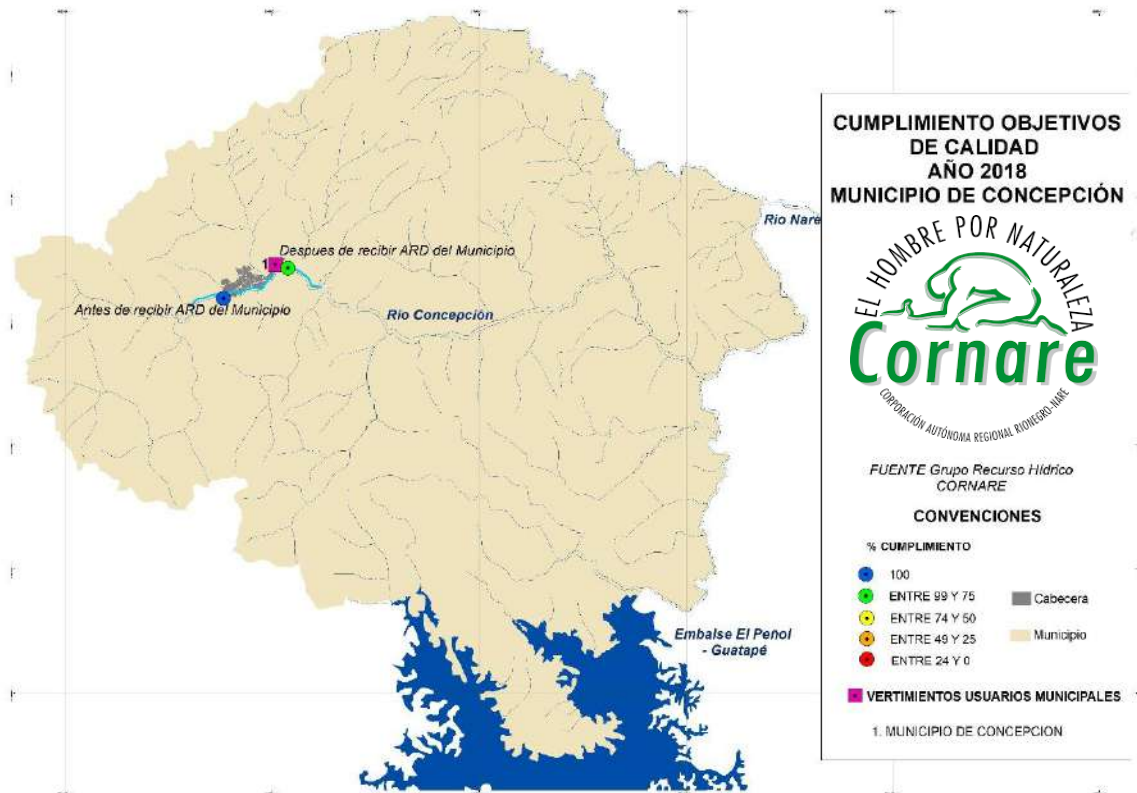 Rio Nare
Despues de recibir ARD del Municipio
1
Antes de recibir ARD del Municipio
Río Concepción
Embalse El Peñol
- Guatapé
CUMPLIMIENTO OBJETIVOS
DE CALIDAD
AÑO 2018
MUNICIPIO DE CONCEPCIÓN
EL HOMBRE POR NATURALEZA
Cornare
CORPORACIÓN AUTÓNOMA REGIONAL RIONEGRO-NARE
FUENTE Grupo Recurso Hídrico
CORNARE
CONVENCIONES
% CUMPLIMIENTO
100
ENTRE 99 Y 75
ENTRE 74 Y 50
ENTRE 49 Y 25
ENTRE 24 Y 0
Cabecera
Municipio
VERTIMIENTOS USUARIOS MUNICIPALES
1. MUNICIPIO DE CONCEPCION